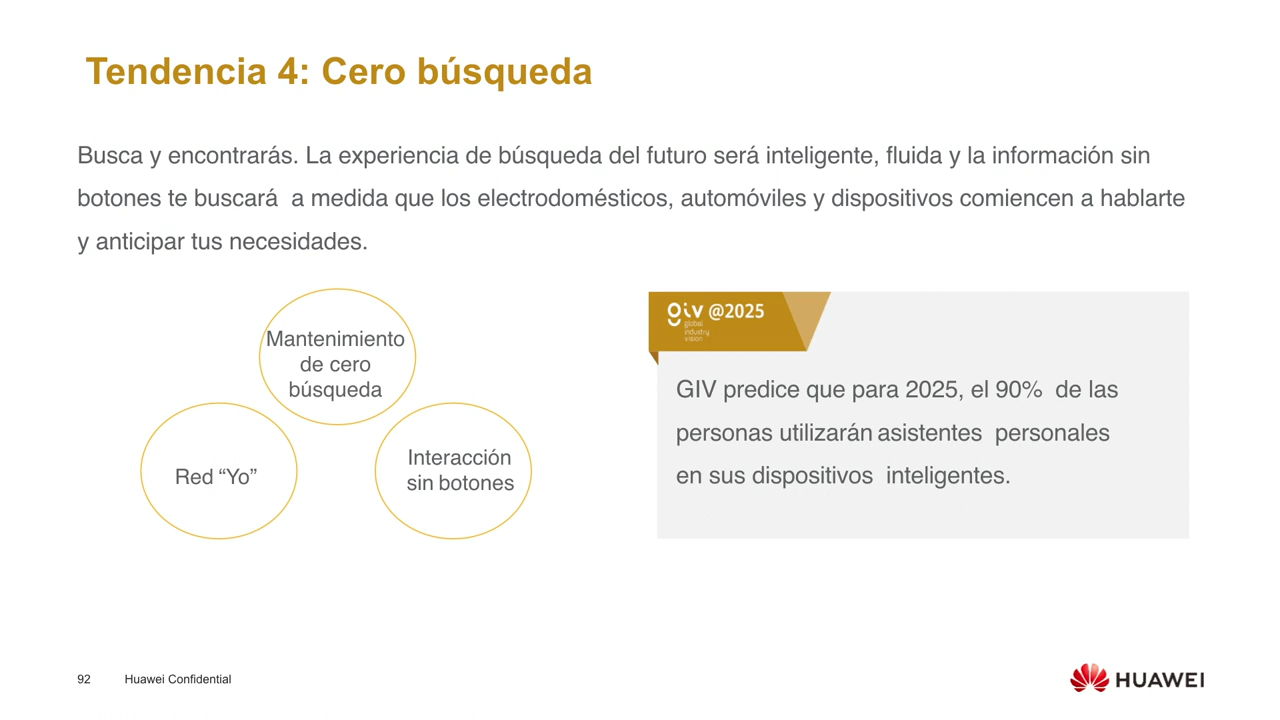 Tendencia 4: Cero búsqueda
Busca y encontrarás. La experiencia de búsqueda del futuro será inteligente, fluida y la información sin
botones te buscará a medida que los electrodomésticos, automóviles y dispositivos comiencen a hablarte
y anticipar tus necesidades.
Mantenimiento
de cero
búsqueda
Red “Yo”
Interacción
sin botones
giv @2025
global
industry
vision
GIV predice que para 2025, el 90% de las
personas utilizarán asistentes personales
en sus dispositivos inteligentes.
92 Huawei Confidential
HUAWEI